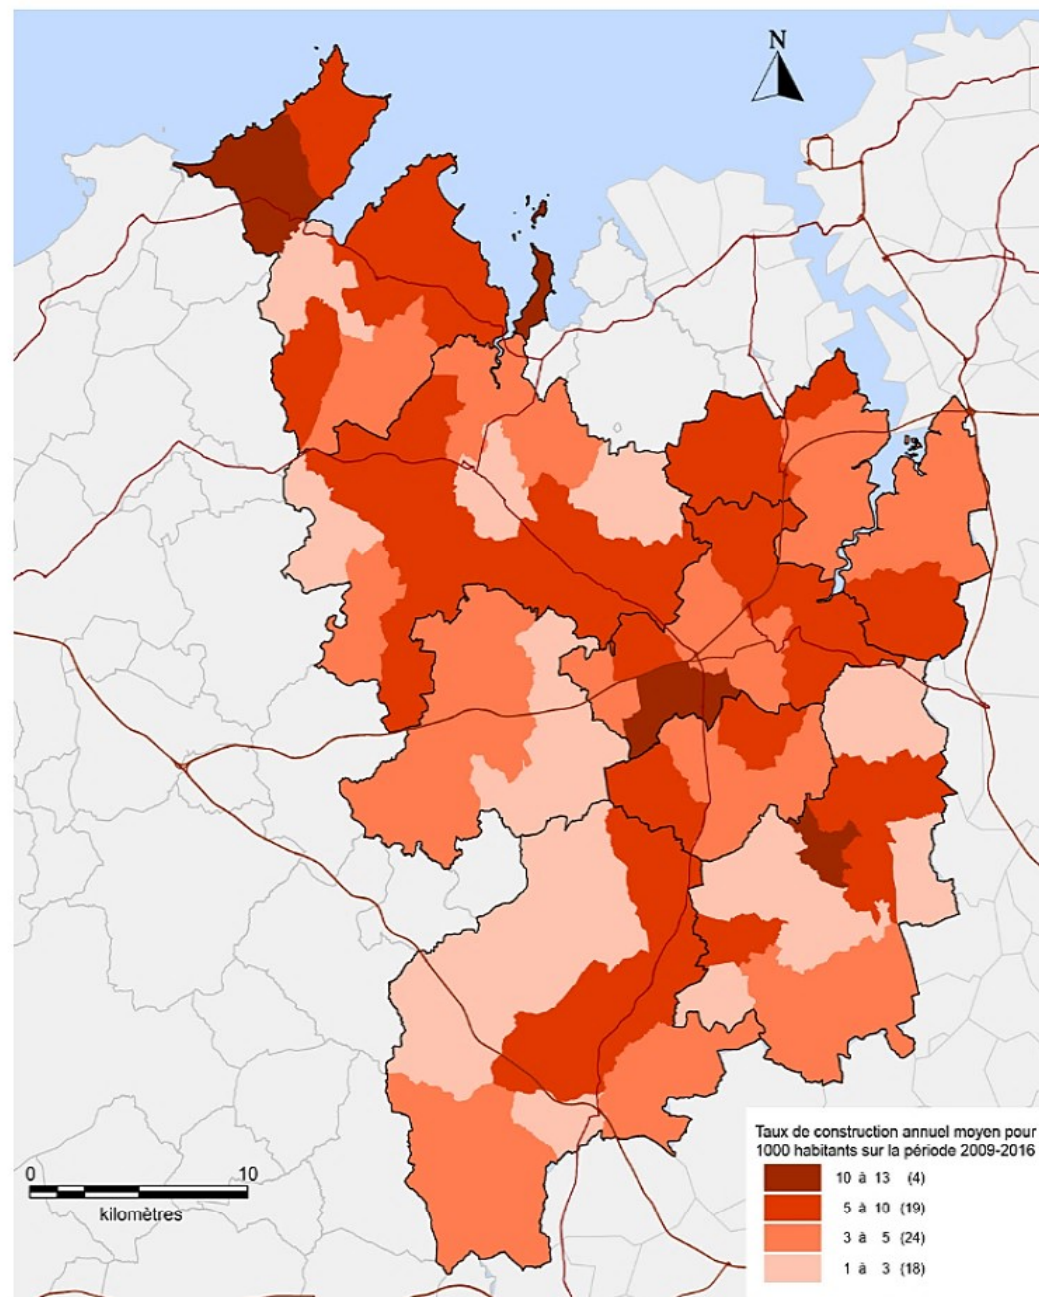 N
Taux de construction annuel moyen pour
1000 habitants sur la période 2009-2016
10 à 13 (4)
5 à 10 (19)
3 à 5 (24)
1 à 3 (18)
0 10
kilomètres